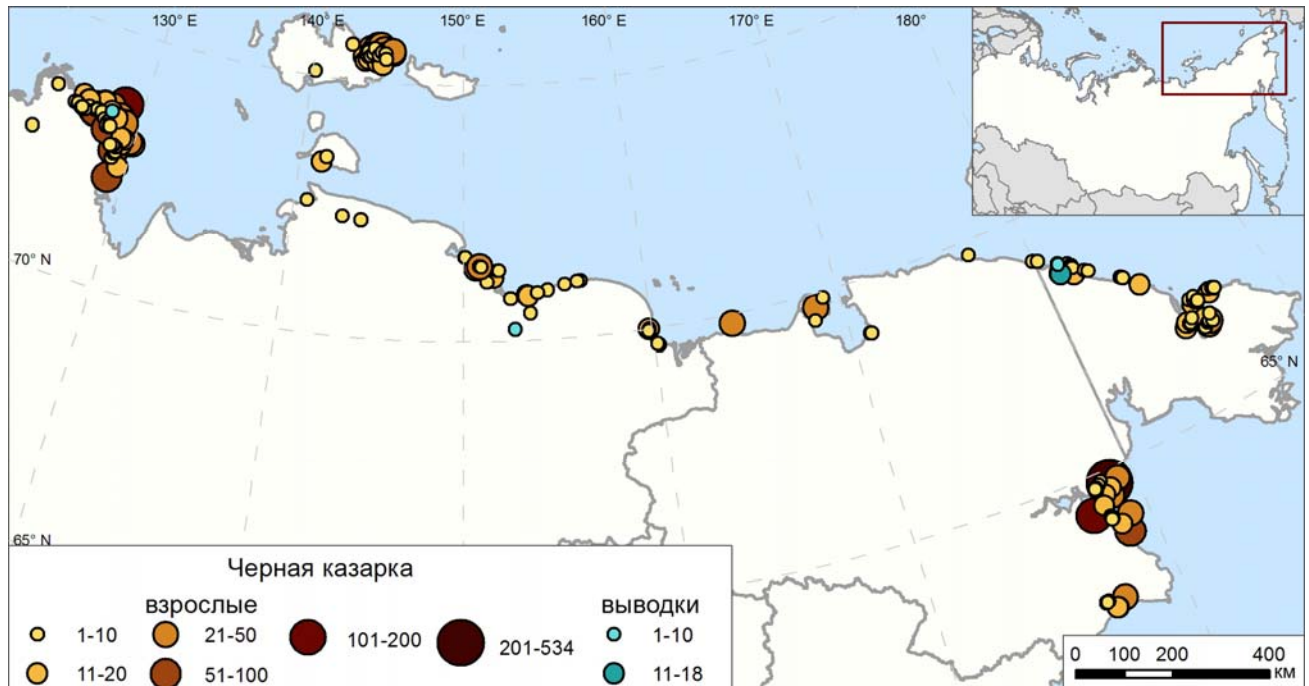 130° E 140° E 150° E 160° E 170° E 180°
70° N
65° N
65° N
Черная казарка
взрослые выводки
1-10 21-50 101-200 201-534 1-10
11-20 51-100 11-18
0 100 200 400
км